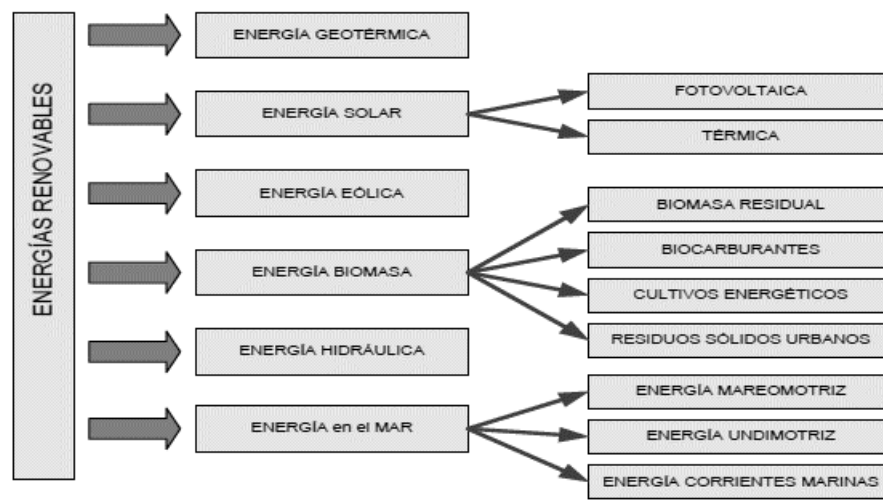 ENERGÍAS RENOVABLES
ENERGÍA GEOTÉRMICA
ENERGÍA SOLAR
FOTOVOLTAICA
TÉRMICA
ENERGÍA EÓLICA
ENERGÍA BIOMASA
BIOMASA RESIDUAL
BIOCARBURANTES
CULTIVOS ENERGÉTICOS
RESIDUOS SÓLIDOS URBANOS
ENERGÍA HIDRÁULICA
ENERGÍA en el MAR
ENERGÍA MAREOMOTRIZ
ENERGÍA UNDIMOTRIZ
ENERGÍA CORRIENTES MARINAS